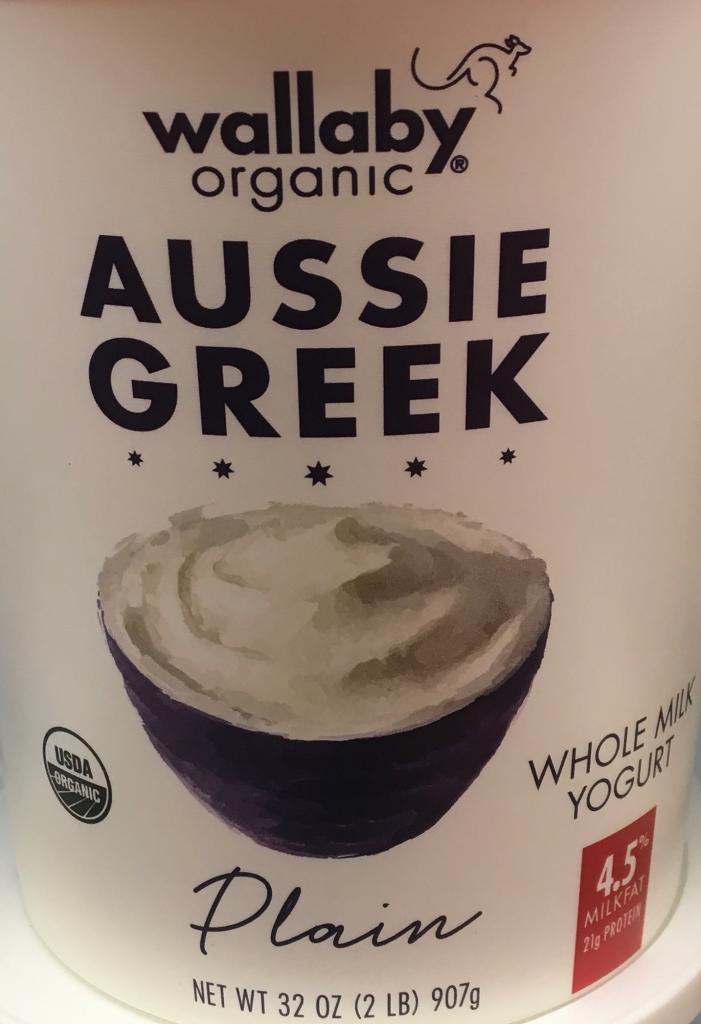 wallaby®
organic
AUSSIE
GREEK
USDA
ORGANIC
WHOLE MILK
YOGURT
4.5%
MILKFAT
21g PROTEIN
Plain
NET WT 32 OZ (2 LB) 907g